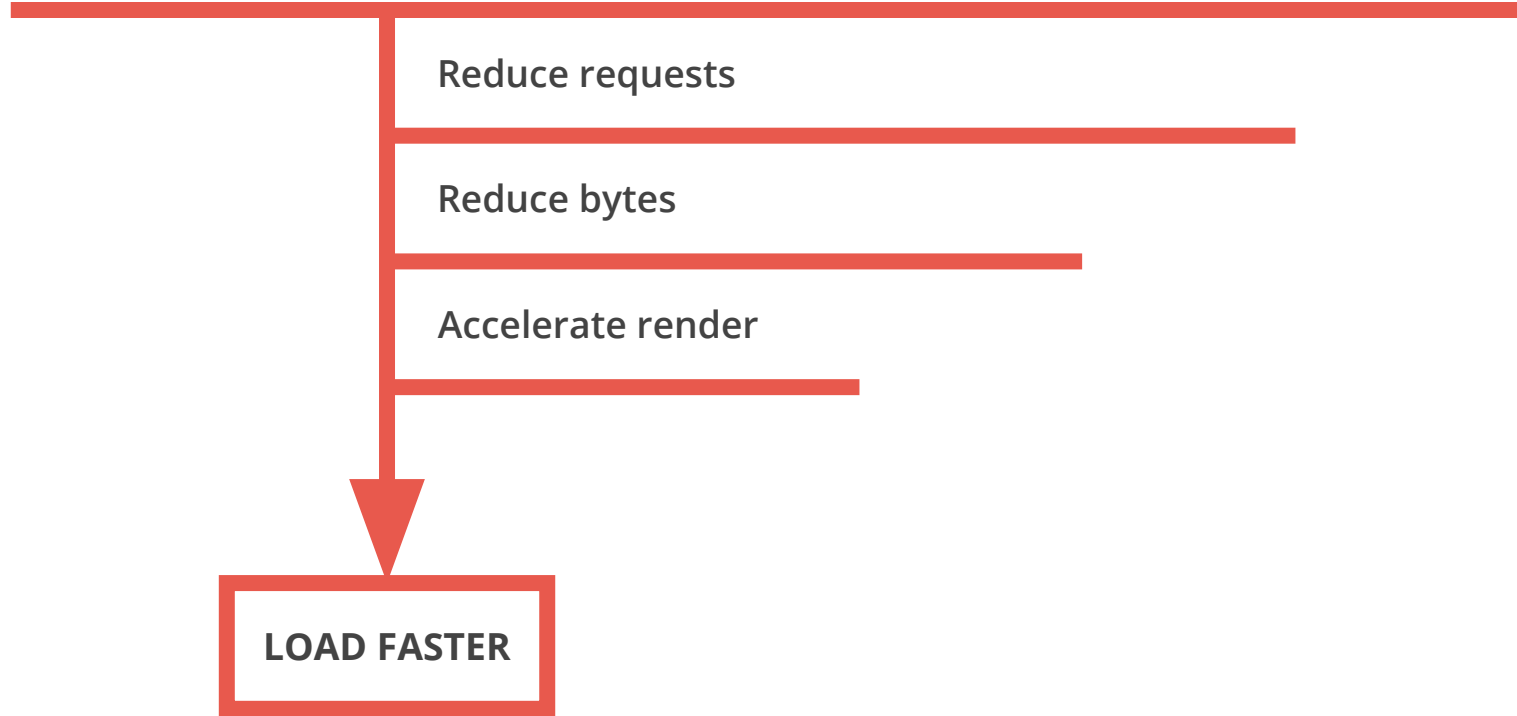 Reduce requests
Reduce bytes
Accelerate render
LOAD FASTER